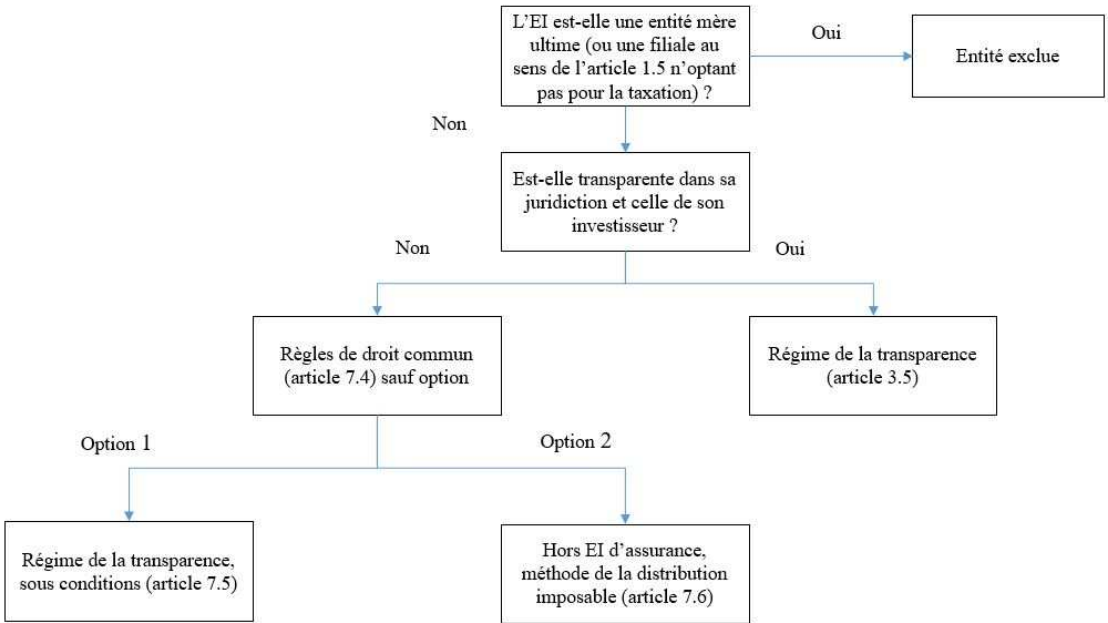 L’EI est-elle une entité mère
ultime (ou une filiale au
sens de l’article 1.5 n’optant
pas pour la taxation) ?
Oui
Entité exclue
Non
Est-elle transparente dans sa
juridiction et celle de son
investisseur ?
Non
Oui
Règles de droit commun
(article 7.4) sauf option
Régime de la transparence
(article 3.5)
Option 1
Option 2
Régime de la transparence,
sous conditions (article 7.5)
Hors EI d’assurance,
méthode de la distribution
imposable (article 7.6)